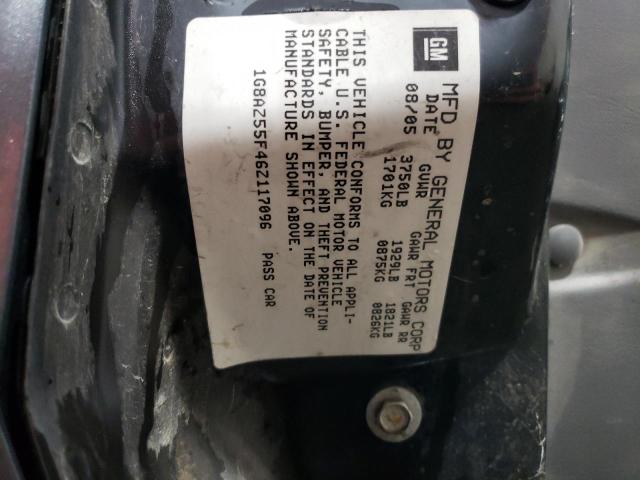 GM
MFD BY GENERAL MOTORS CORP
DATE GVWR GAWR FRT GAWR RR
08/05 3750LB 1929LB 1821LB
1701KG 0875KG 0826KG
THIS VEHICLE CONFORMS TO ALL APPLI-
CABLE U.S. FEDERAL MOTOR VEHICLE
SAFETY, BUMPER, AND THEFT PREVENTION
STANDARDS IN EFFECT ON THE DATE OF
MANUFACTURE SHOWN ABOVE.
1G8AZ55F46Z117096 PASS CAR